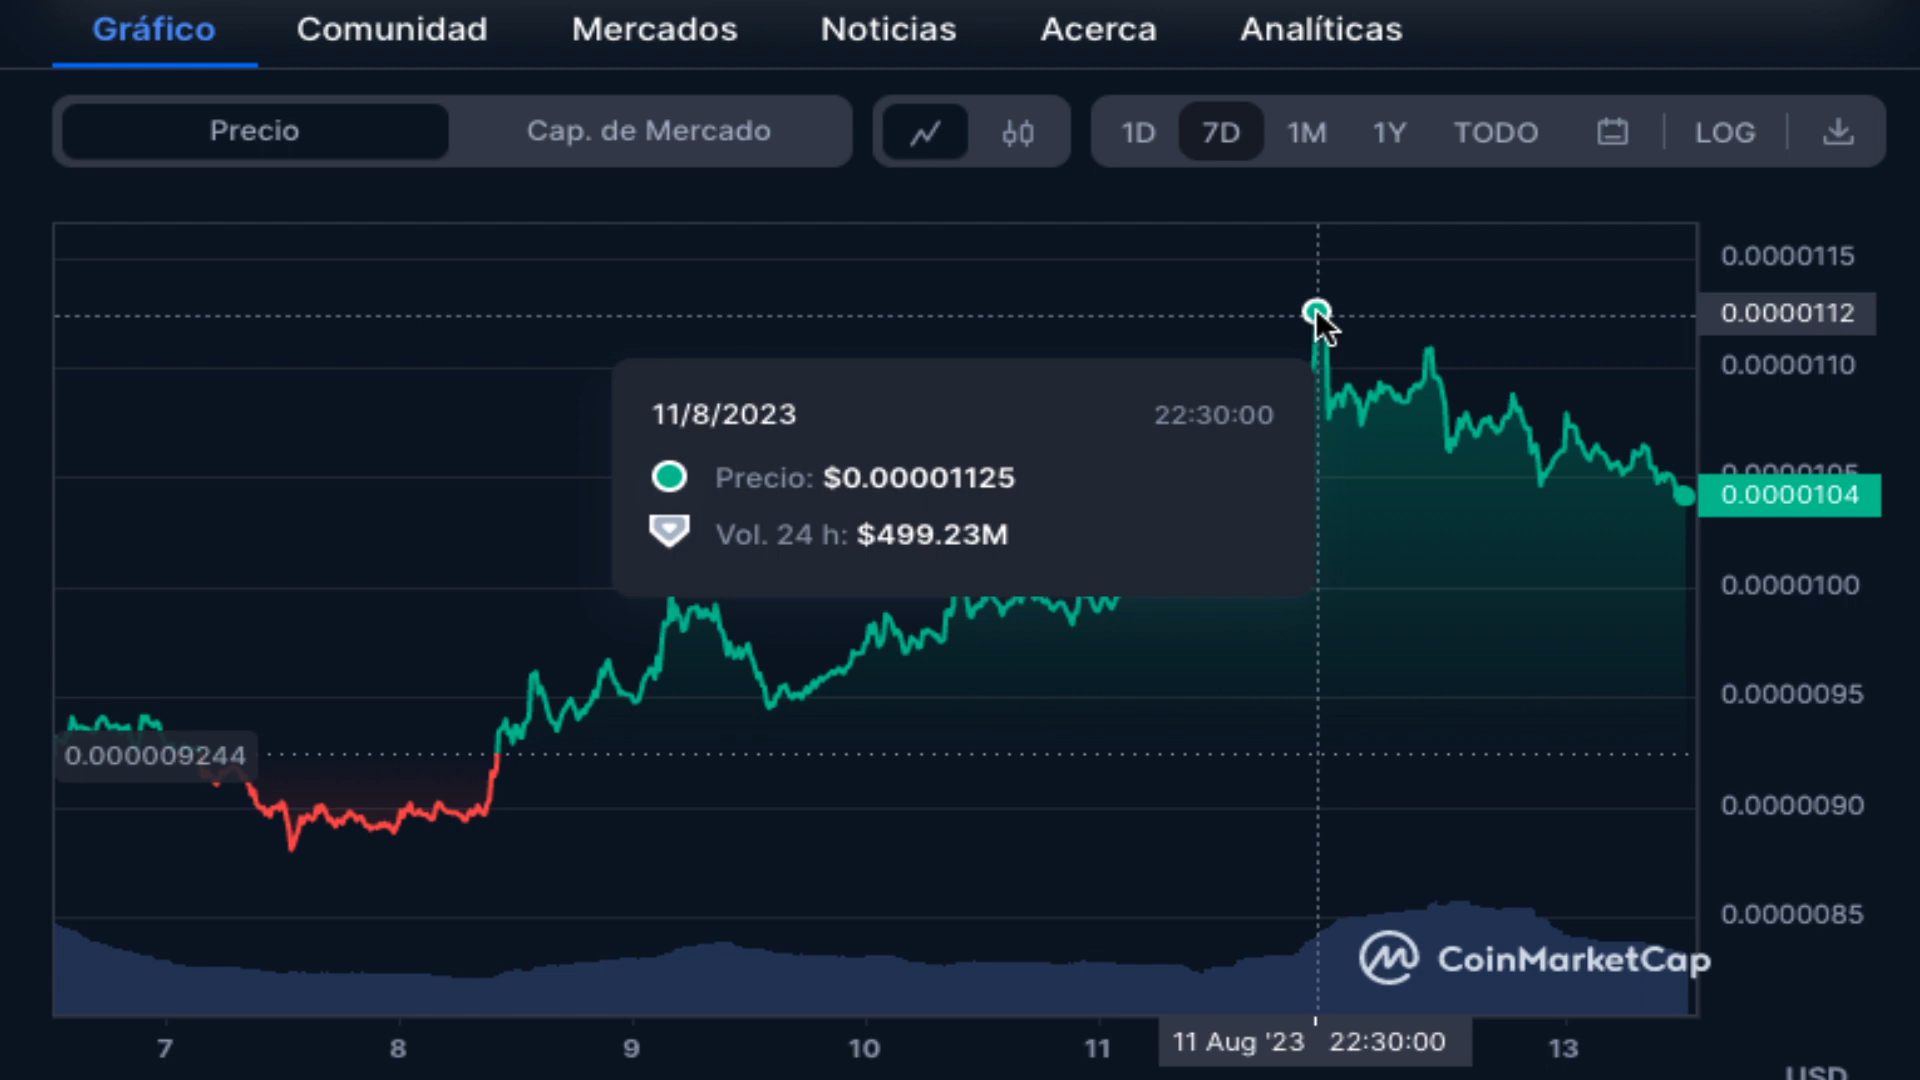 Gráfico Comunidad Mercados Noticias Acerca Analíticas
Precio Cap. de Mercado 1D 7D 1M 1Y TODO LOG
0.0000115
0.0000112
0.0000110
11/8/2023 22:30:00
Precio: $0.00001125
Vol. 24 h: $499.23M
0.0000105
0.0000104
0.0000100
0.0000095
0.000009244
0.0000090
0.0000085
CoinMarketCap
7 8 9 10 11 11 Aug '23 22:30:00 13
USD